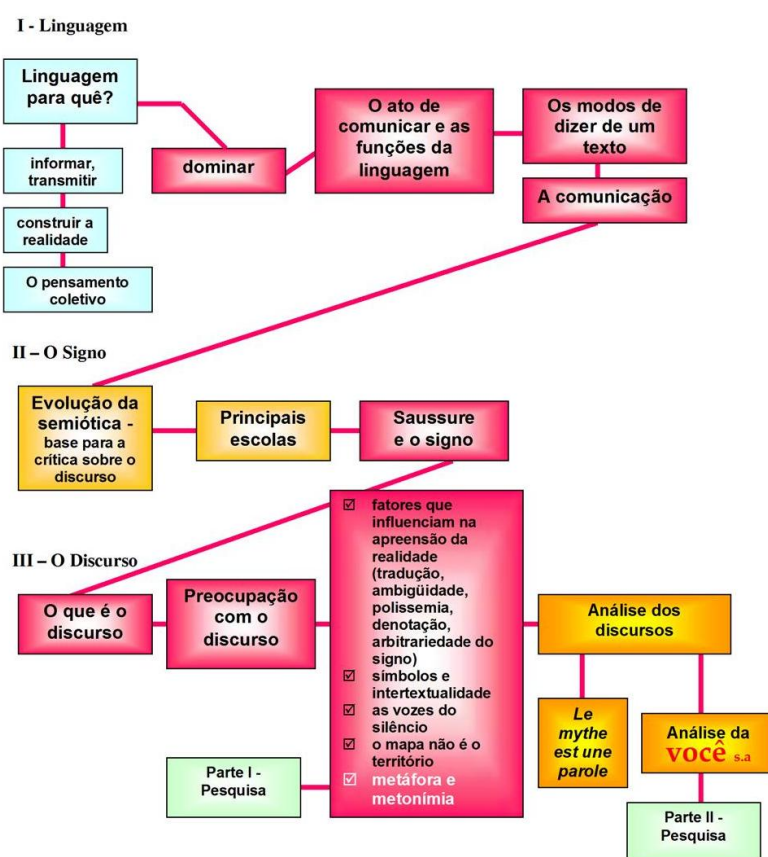 I - Linguagem
Linguagem
para quê?
informar,
transmitir
construir a
realidade
O pensamento
coletivo
dominar
O ato de
comunicar e as
funções da
linguagem
Os modos de
dizer de um
texto
A comunicação
II – O Signo
Evolução da
semiótica -
base para a
crítica sobre o
discurso
Principais
escolas
Saussure
e o signo
III – O Discurso
O que é o
discurso
Preocupação
com o
discurso
☑ fatores que
influenciam na
apreensão da
realidade
(tradução,
ambigüidade,
polissemia,
denotação,
arbitrariedade do
signo)
☑ símbolos e
intertextualidade
☑ as vozes do
silêncio
☑ o mapa não é o
território
☑ metáfora e
metonímia
Parte I -
Pesquisa
Análise dos
discursos
Le
mythe
est une
parole
Análise da
você s.a
Parte II -
Pesquisa